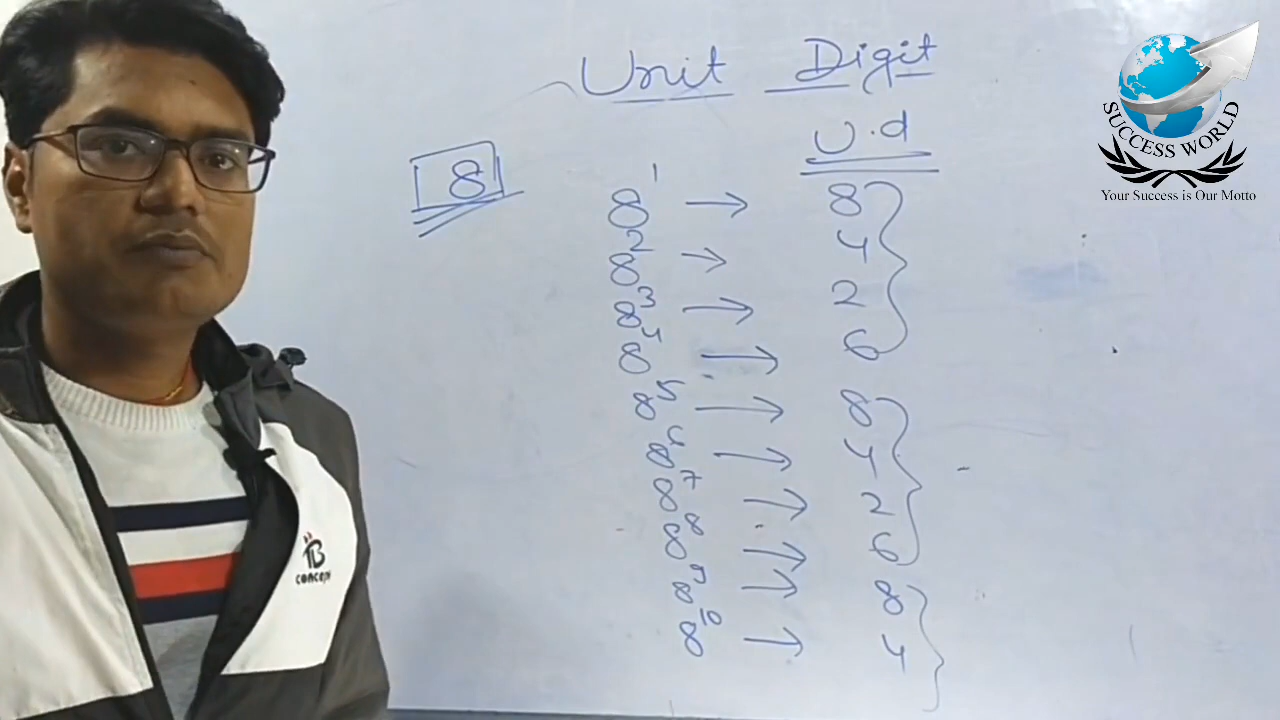 Unit Digit
U.d
8
8¹ → 8
8² → 4
8³ → 2
8⁴ → 6
8⁵ → 8
8⁶ → 4
8⁷ → 2
8⁸ → 6
8⁹ → 8
8¹⁰ → 4
SUCCESS WORLD
Your Success is Our Motto
B
CONCEPT